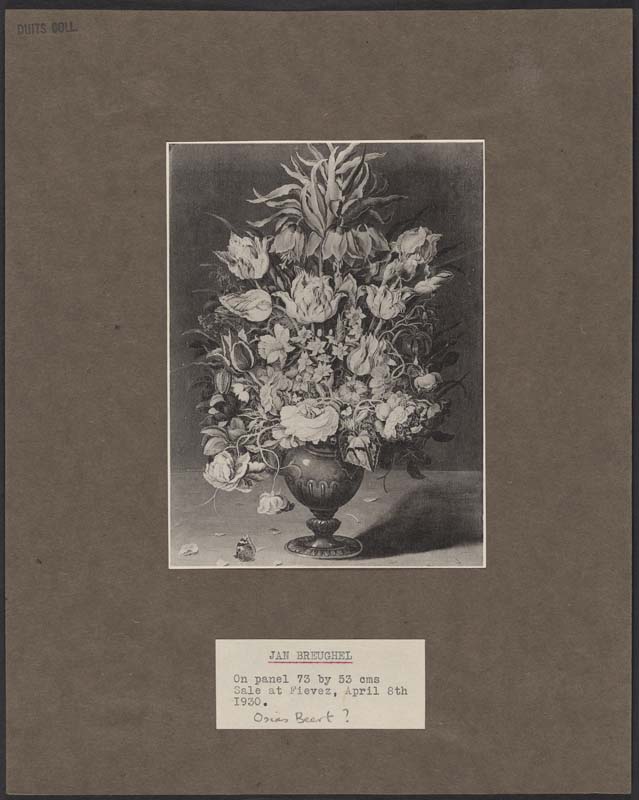 DUITS COLL.
JAN BREUGHEL
On panel 73 by 53 cms
Sale at Fievez, April 8th
1930.
Osias Beert ?